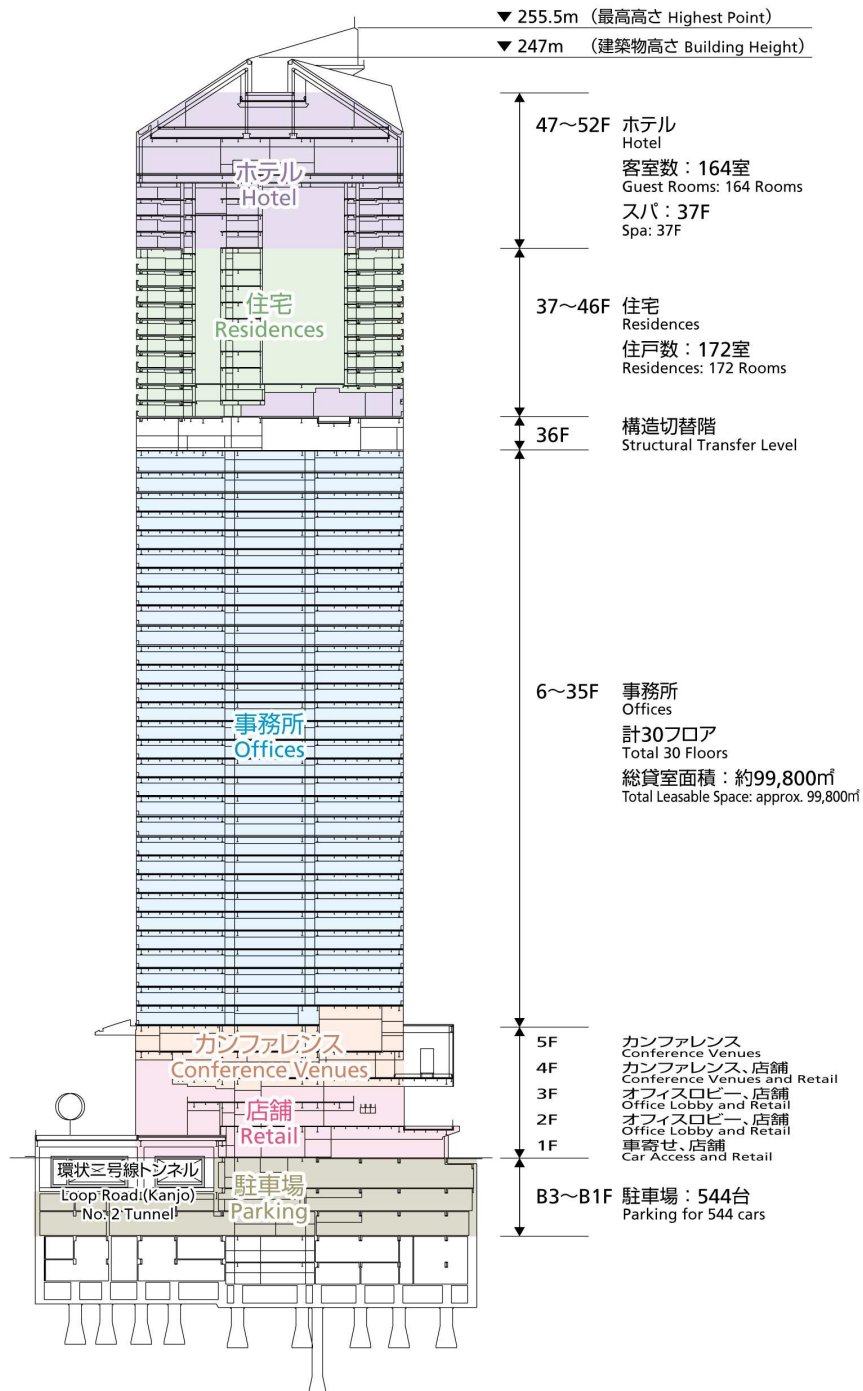 ▼ 255.5m （最高高さ Highest Point）
▼ 247m （建築物高さ Building Height）
47〜52F ホテル
Hotel
客室数：164室
Guest Rooms: 164 Rooms
スパ：37F
Spa: 37F
ホテル
Hotel
37〜46F 住宅
Residences
住戸数：172室
Residences: 172 Rooms
住宅
Residences
36F 構造切替階
Structural Transfer Level
6〜35F 事務所
Offices
計30フロア
Total 30 Floors
総貸室面積：約99,800㎡
Total Leasable Space: approx. 99,800㎡
事務所
Offices
5F カンファレンス
Conference Venues
4F カンファレンス、店舗
Conference Venues and Retail
3F オフィスロビー、店舗
Office Lobby and Retail
2F オフィスロビー、店舗
Office Lobby and Retail
1F 車寄せ、店舗
Car Access and Retail
カンファレンス
Conference Venues
店舗
Retail
環状二号線トンネル
Loop Road (Kanjo)
No. 2 Tunnel
駐車場
Parking
B3〜B1F 駐車場：544台
Parking for 544 cars